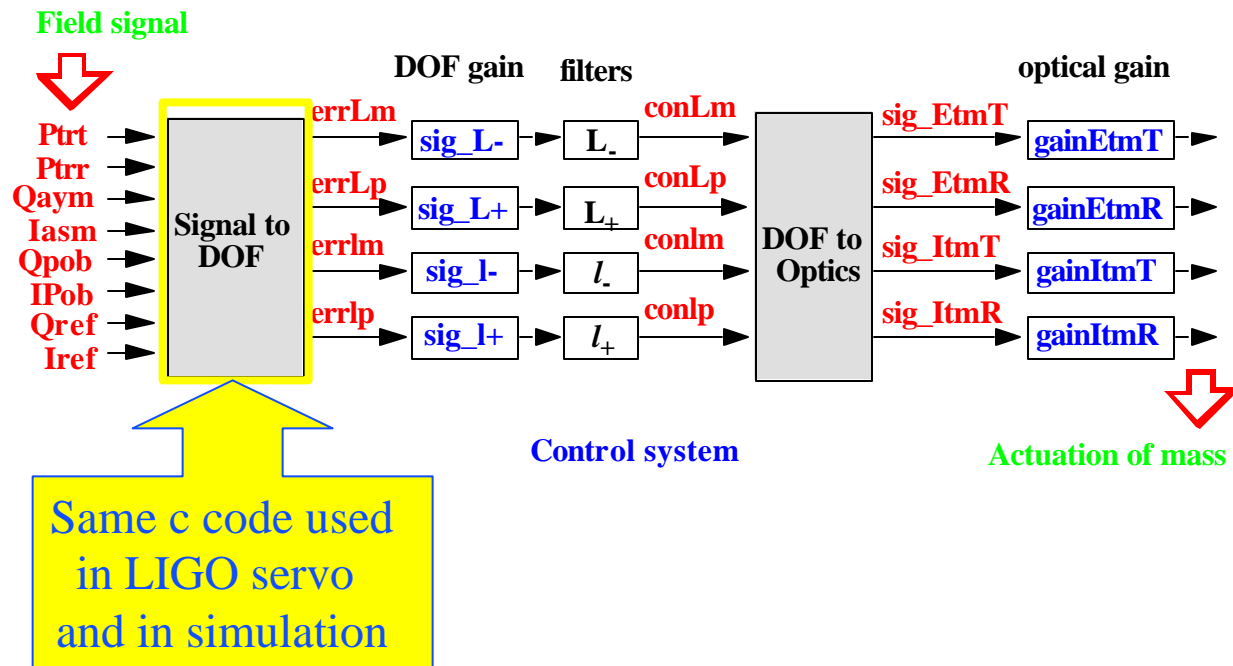 Field signal
DOF gain
filters
optical gain
Ptrt
Ptrr
Qaym
Iasm
Qpob
IPob
Qref
Iref
Signal to
DOF
errLm
errLp
errlm
errlp
sig_L-
sig_L+
sig_l-
sig_l+
L-
L+
l-
l+
conLm
conLp
conlm
conlp
DOF to
Optics
sig_EtmT
sig_EtmR
sig_ItmT
sig_ItmR
gainEtmT
gainEtmR
gainItmT
gainItmR
Control system
Actuation of mass
Same c code used
in LIGO servo
and in simulation